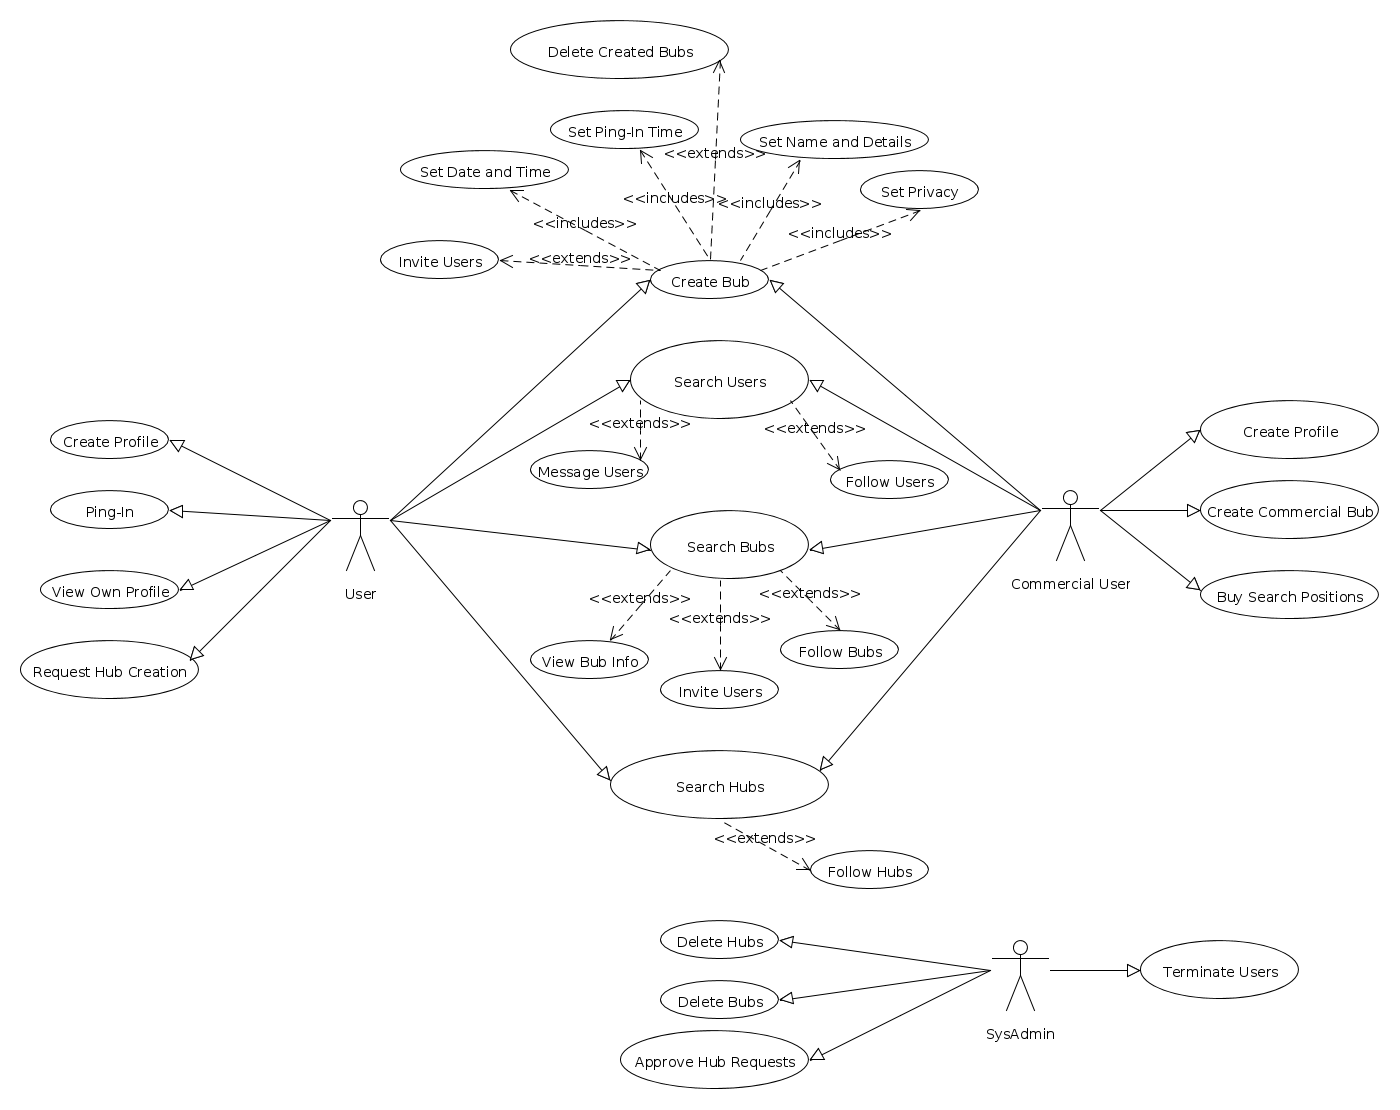 Delete Created Bubs
Set Ping-In Time
Set Name and Details
<<extends>>
Set Date and Time
Set Privacy
<<includes>>
<<includes>>
<<includes>>
<<includes>>
Invite Users
<<extends>>
Create Bub
Search Users
<<extends>>
<<extends>>
Message Users
Follow Users
Create Profile
Create Profile
Ping-In
Create Commercial Bub
Search Bubs
User
Commercial User
View Own Profile
Buy Search Positions
<<extends>>
<<extends>>
<<extends>>
Request Hub Creation
View Bub Info
Follow Bubs
Invite Users
Search Hubs
<<extends>>
Follow Hubs
Delete Hubs
Terminate Users
Delete Bubs
SysAdmin
Approve Hub Requests